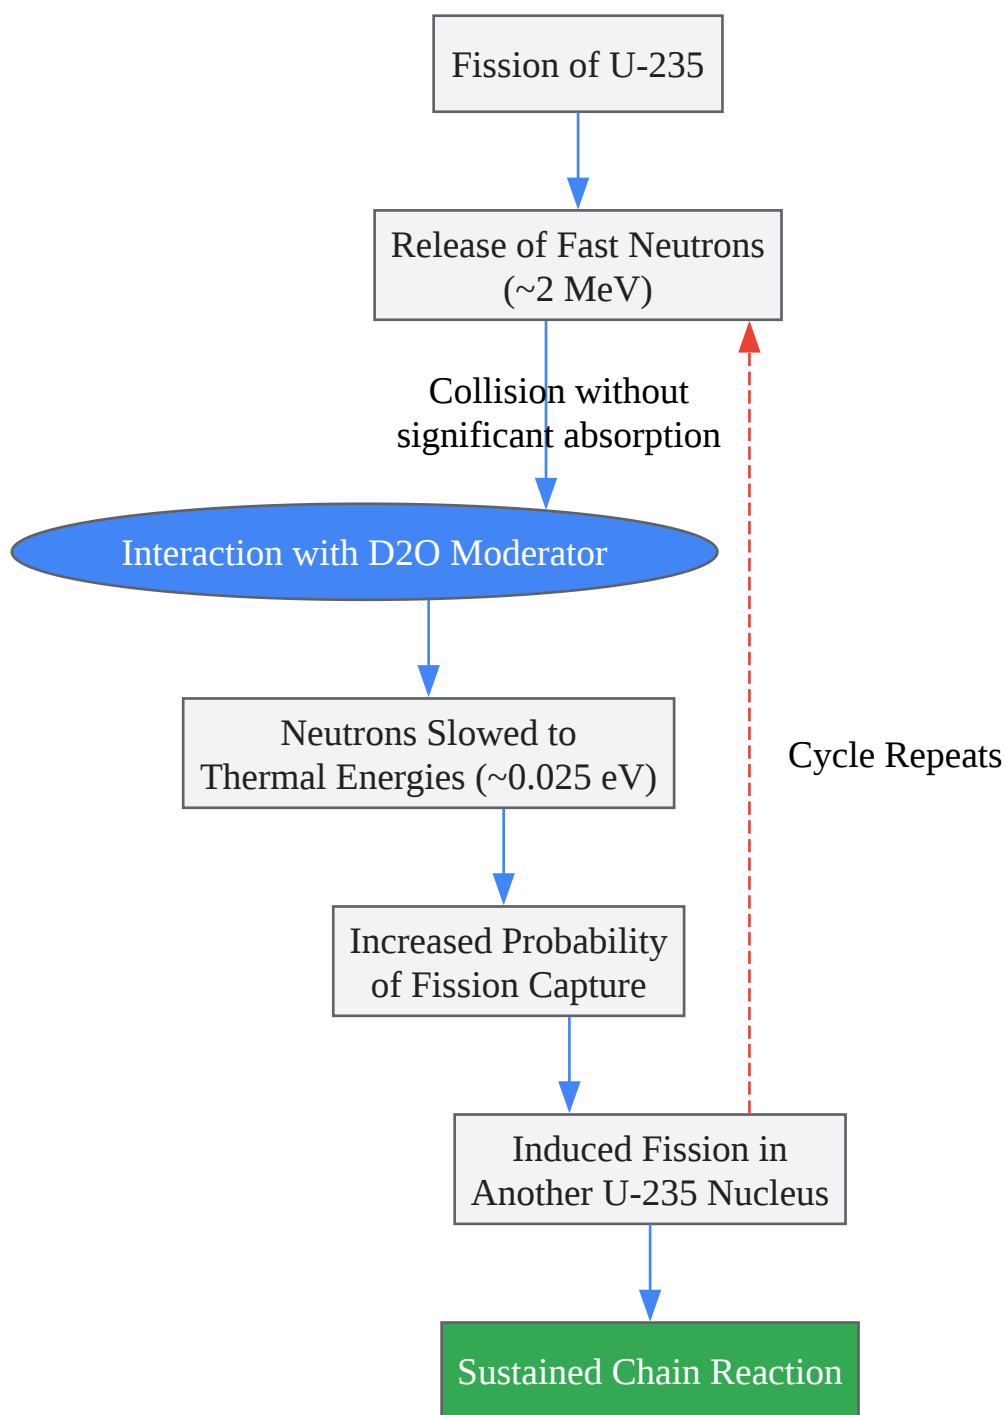 Fission of U-235
Release of Fast Neutrons
(~2 MeV)
Collision without
significant absorption
Interaction with D2O Moderator
Neutrons Slowed to
Thermal Energies (~0.025 eV)
Cycle Repeats
Increased Probability
of Fission Capture
Induced Fission in
Another U-235 Nucleus
Sustained Chain Reaction